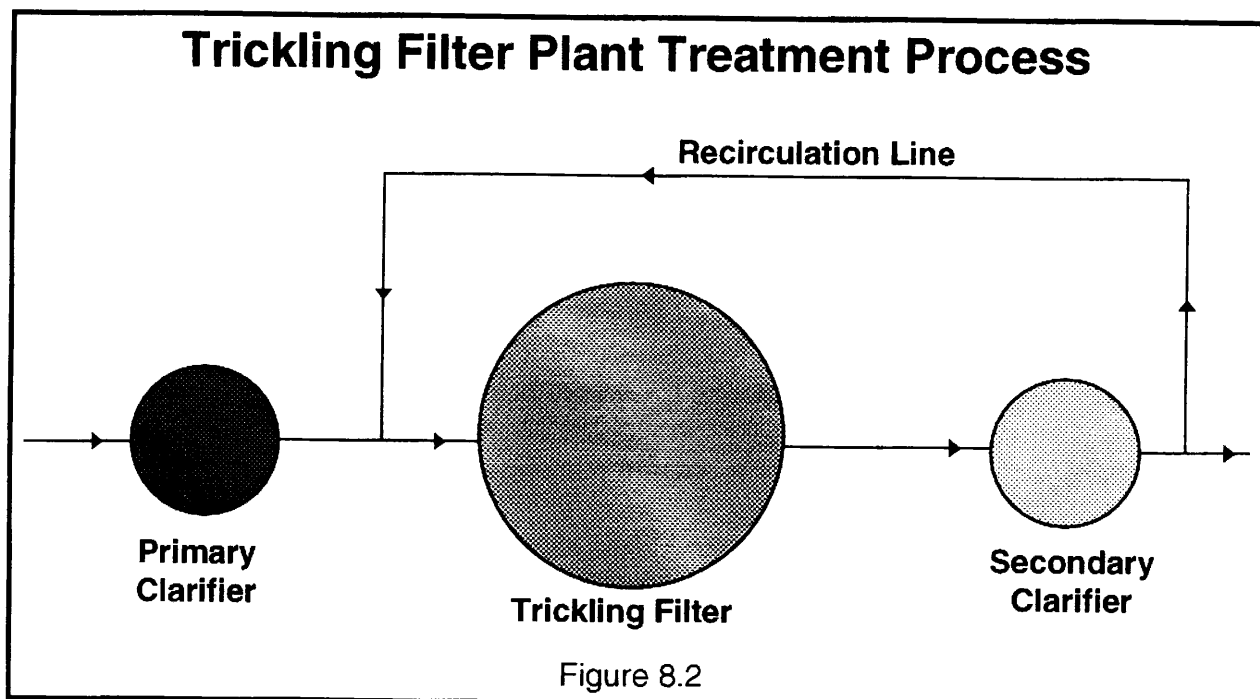 Trickling Filter Plant Treatment Process
Recirculation Line
Primary
Clarifier
Trickling Filter
Secondary
Clarifier
Figure 8.2